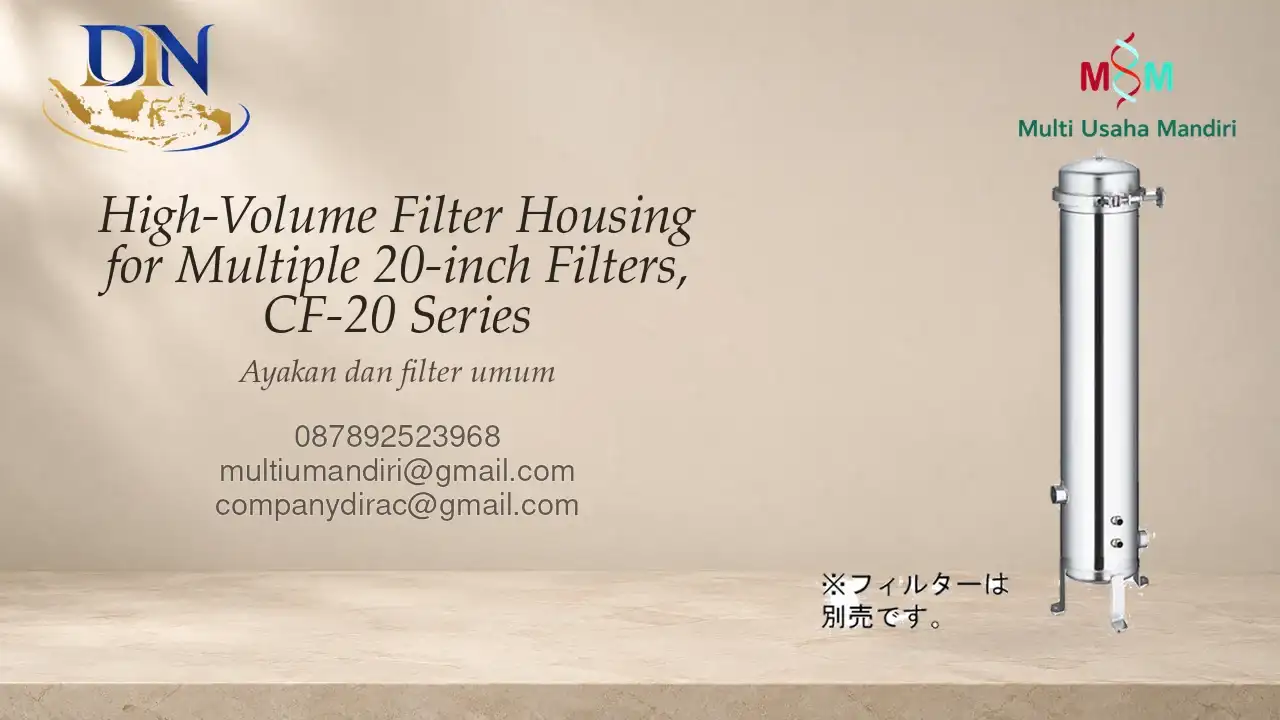 DIN
MSM
Multi Usaha Mandiri
High-Volume Filter Housing
for Multiple 20-inch Filters,
CF-20 Series
Ayakan dan filter umum
087892523968
multiumandiri@gmail.com
companydirac@gmail.com
※フィルターは
別売です。